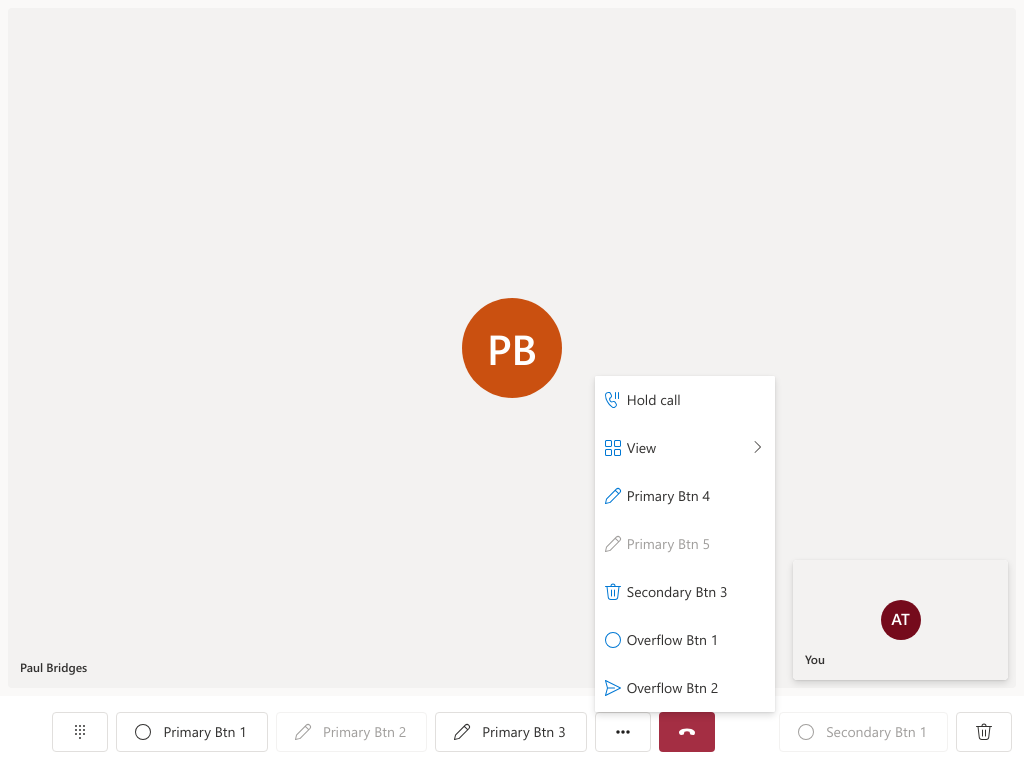 PB
Hold call
View
Primary Btn 4
Primary Btn 5
Secondary Btn 3
Overflow Btn 1
Overflow Btn 2
AT
You
Paul Bridges
Primary Btn 1
Primary Btn 2
Primary Btn 3
Secondary Btn 1